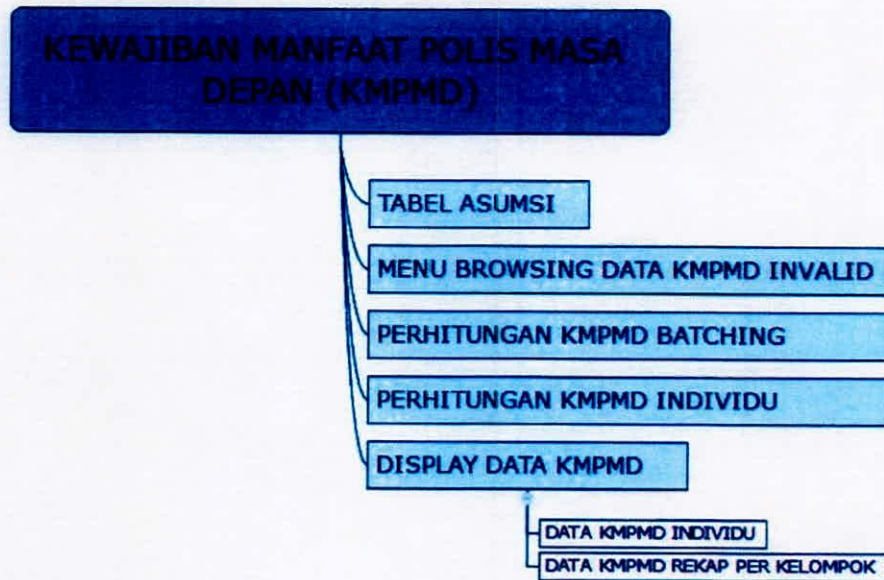 KEWAJIBAN MANFAAT POLIS MASA
DEPAN (KMPMD)
TABEL ASUMSI
MENU BROWSING DATA KMPMD INVALID
PERHITUNGAN KMPMD BATCHING
PERHITUNGAN KMPMD INDIVIDU
DISPLAY DATA KMPMD
DATA KMPMD INDIVIDU
DATA KMPMD REKAP PER KELOMPOK